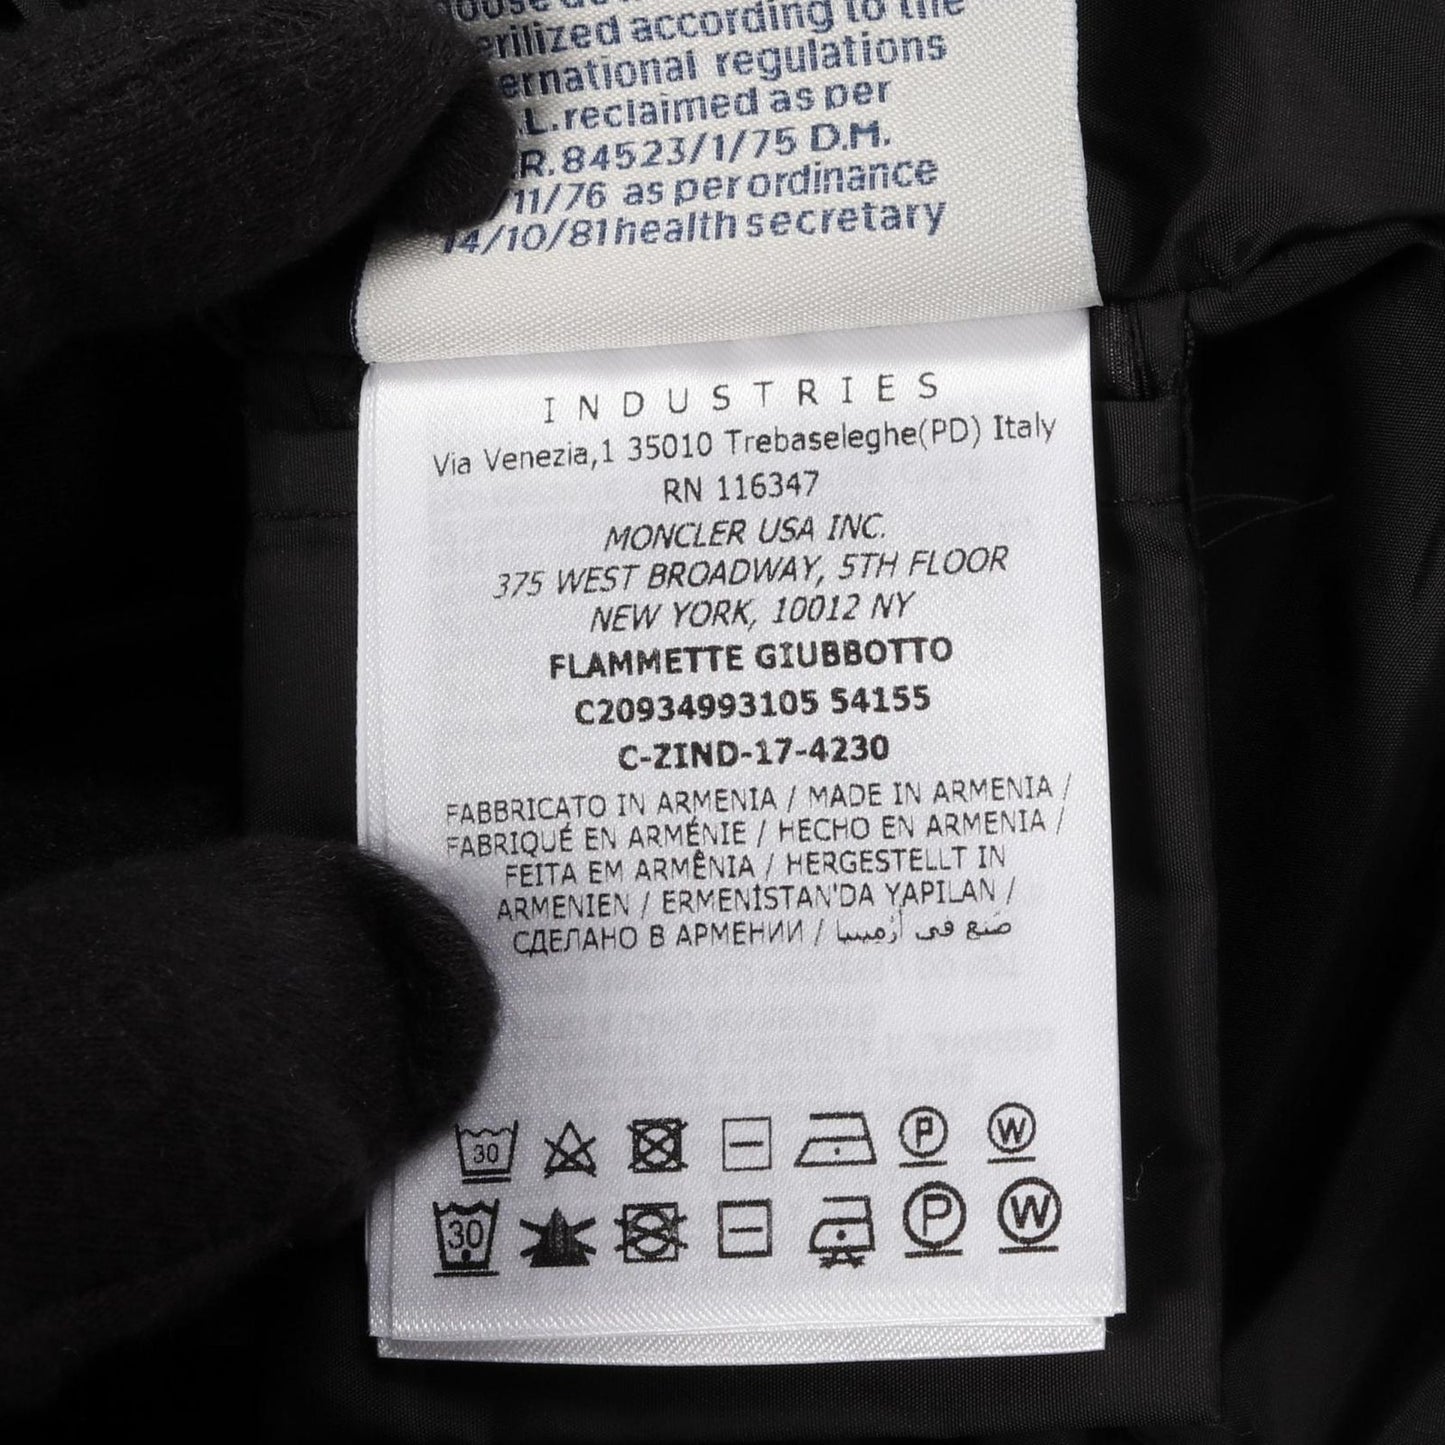 according to the
regulations
reclaimed as per
84523/1/75 D.M.
11/76 as per ordinance
14/10/81 health secretary
INDUSTRIES
Via Venezia,1 35010 Trebaseleghe(PD) Italy
RN 116347
MONCLER USA INC.
375 WEST BROADWAY, 5TH FLOOR
NEW YORK, 10012 NY
FLAMMETTE GIUBBOTTO
C20934993105 54155
C-ZIND-17-4230
FABBRICATO IN ARMENIA / MADE IN ARMENIA /
FABRIQUÉ EN ARMÉNIE / HECHO EN ARMENIA /
FEITA EM ARMÊNIA / HERGESTELLT IN
ARMENIEN / ERMENİSTAN'DA YAPILAN /
СДЕЛАНО В АРМЕНИИ / صنع في أرمينيا
30 P W
30 P W